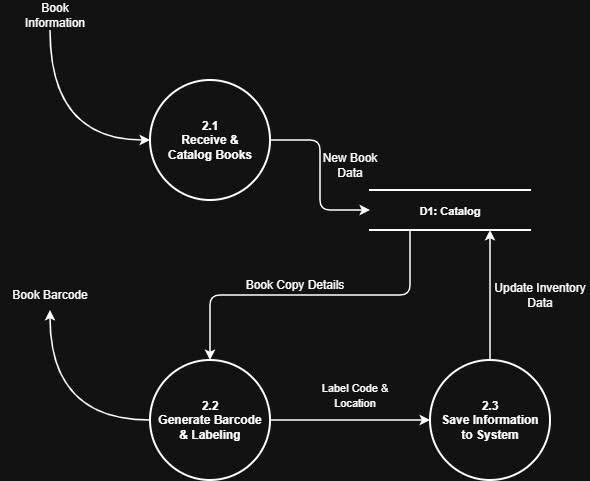 Book
Information
2.1
Receive &
Catalog Books
New Book
Data
D1: Catalog
Book Copy Details
Book Barcode
Update Inventory
Data
2.2
Generate Barcode
& Labeling
Label Code &
Location
2.3
Save Information
to System